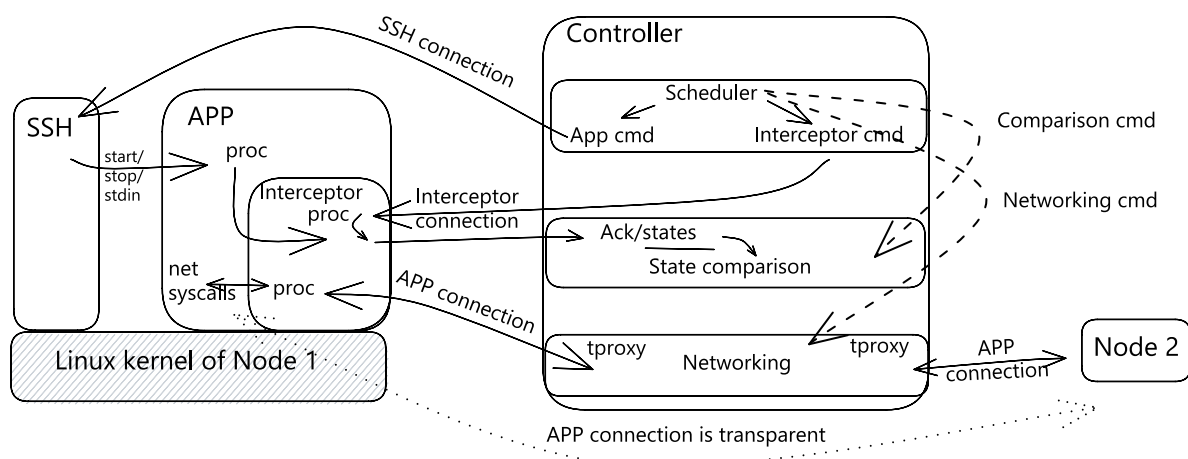 Controller
SSH connection
Scheduler
App cmd
Interceptor cmd
Comparison cmd
SSH
APP
start/
stop/
stdin
proc
Interceptor
proc
Interceptor
connection
Networking cmd
Ack/states
State comparison
net
syscalls
proc
APP connection
tproxy
Networking
tproxy
APP
connection
Node 2
Linux kernel of Node 1
APP connection is transparent